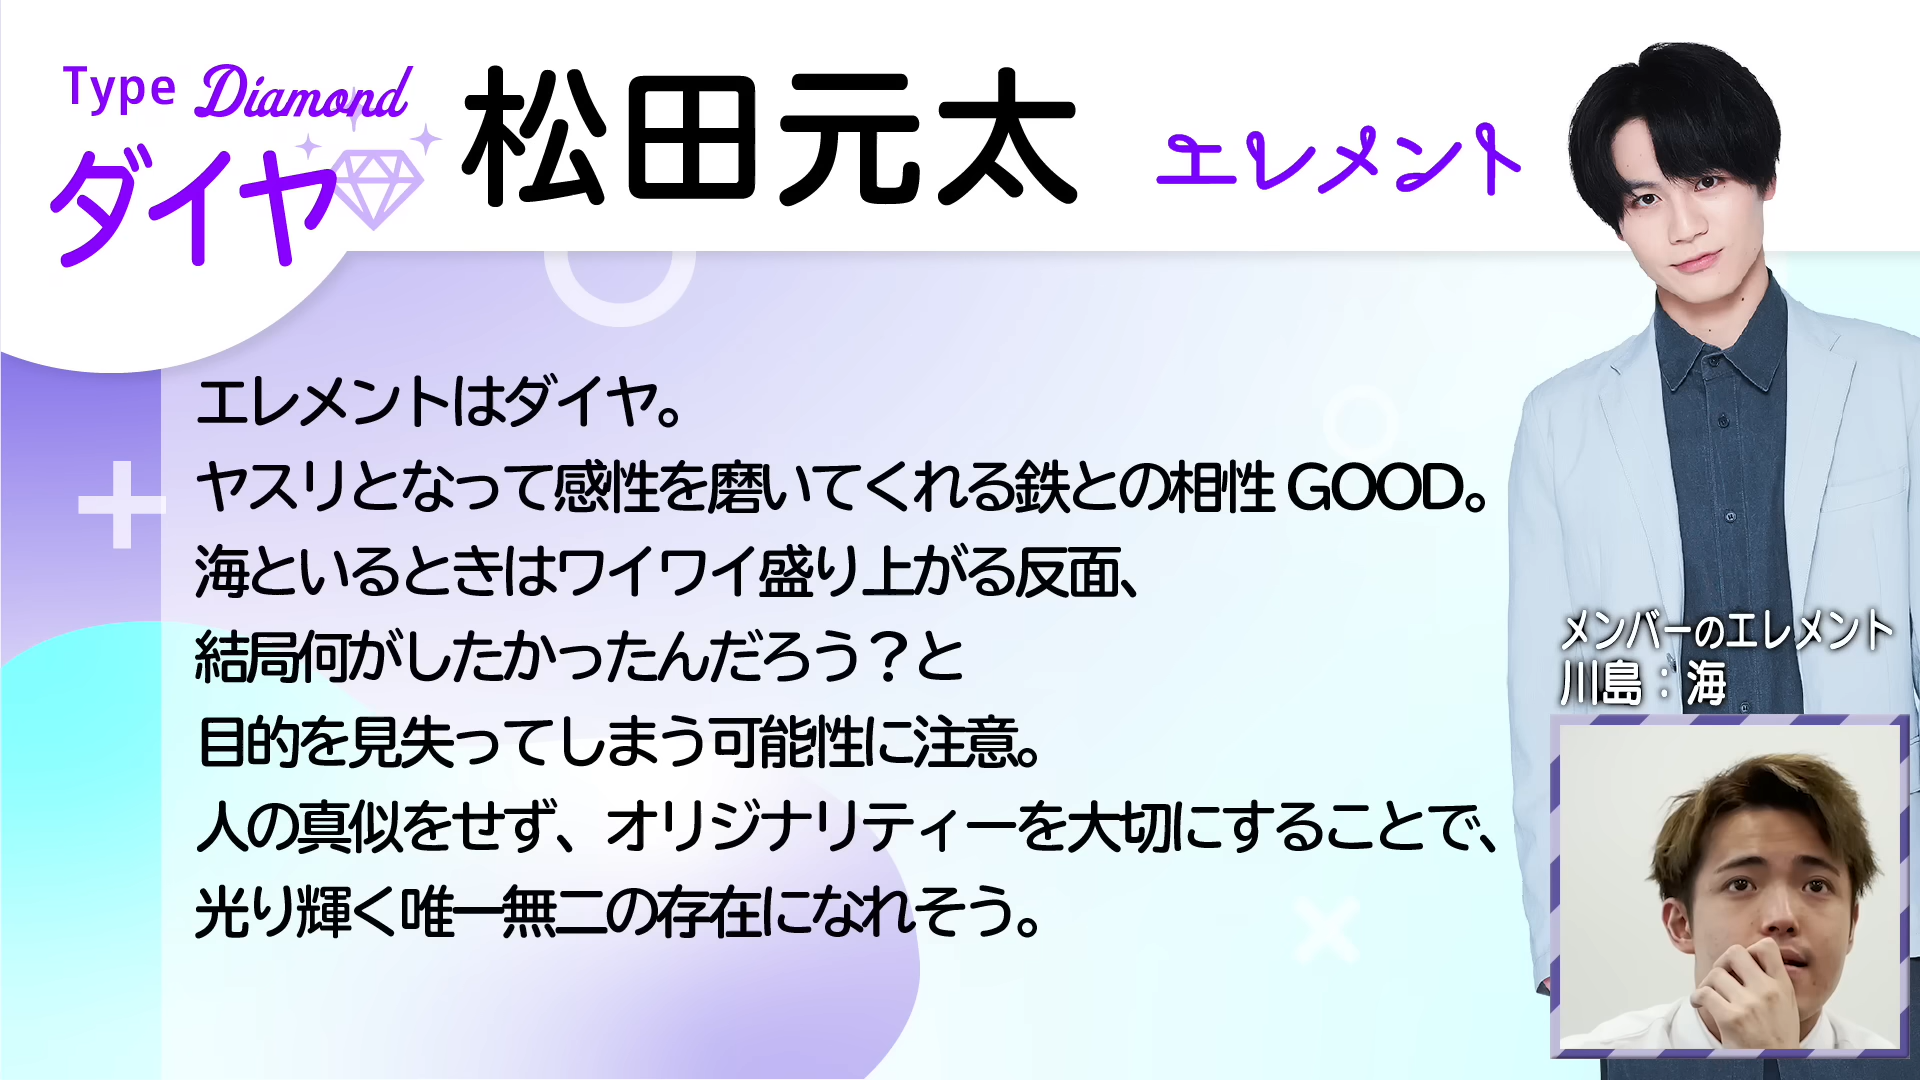 Type Diamond
ダイヤ
松田元太 エレメント
エレメントはダイヤ。
ヤスリとなって感性を磨いてくれる鉄との相性GOOD。
海といるときはワイワイ盛り上がる反面、
結局何がしたかったんだろう？と
目的を見失ってしまう可能性に注意。
人の真似をせず、オリジナリティーを大切にすることで、
光り輝く唯一無二の存在になれそう。
メンバーのエレメント
川島：海